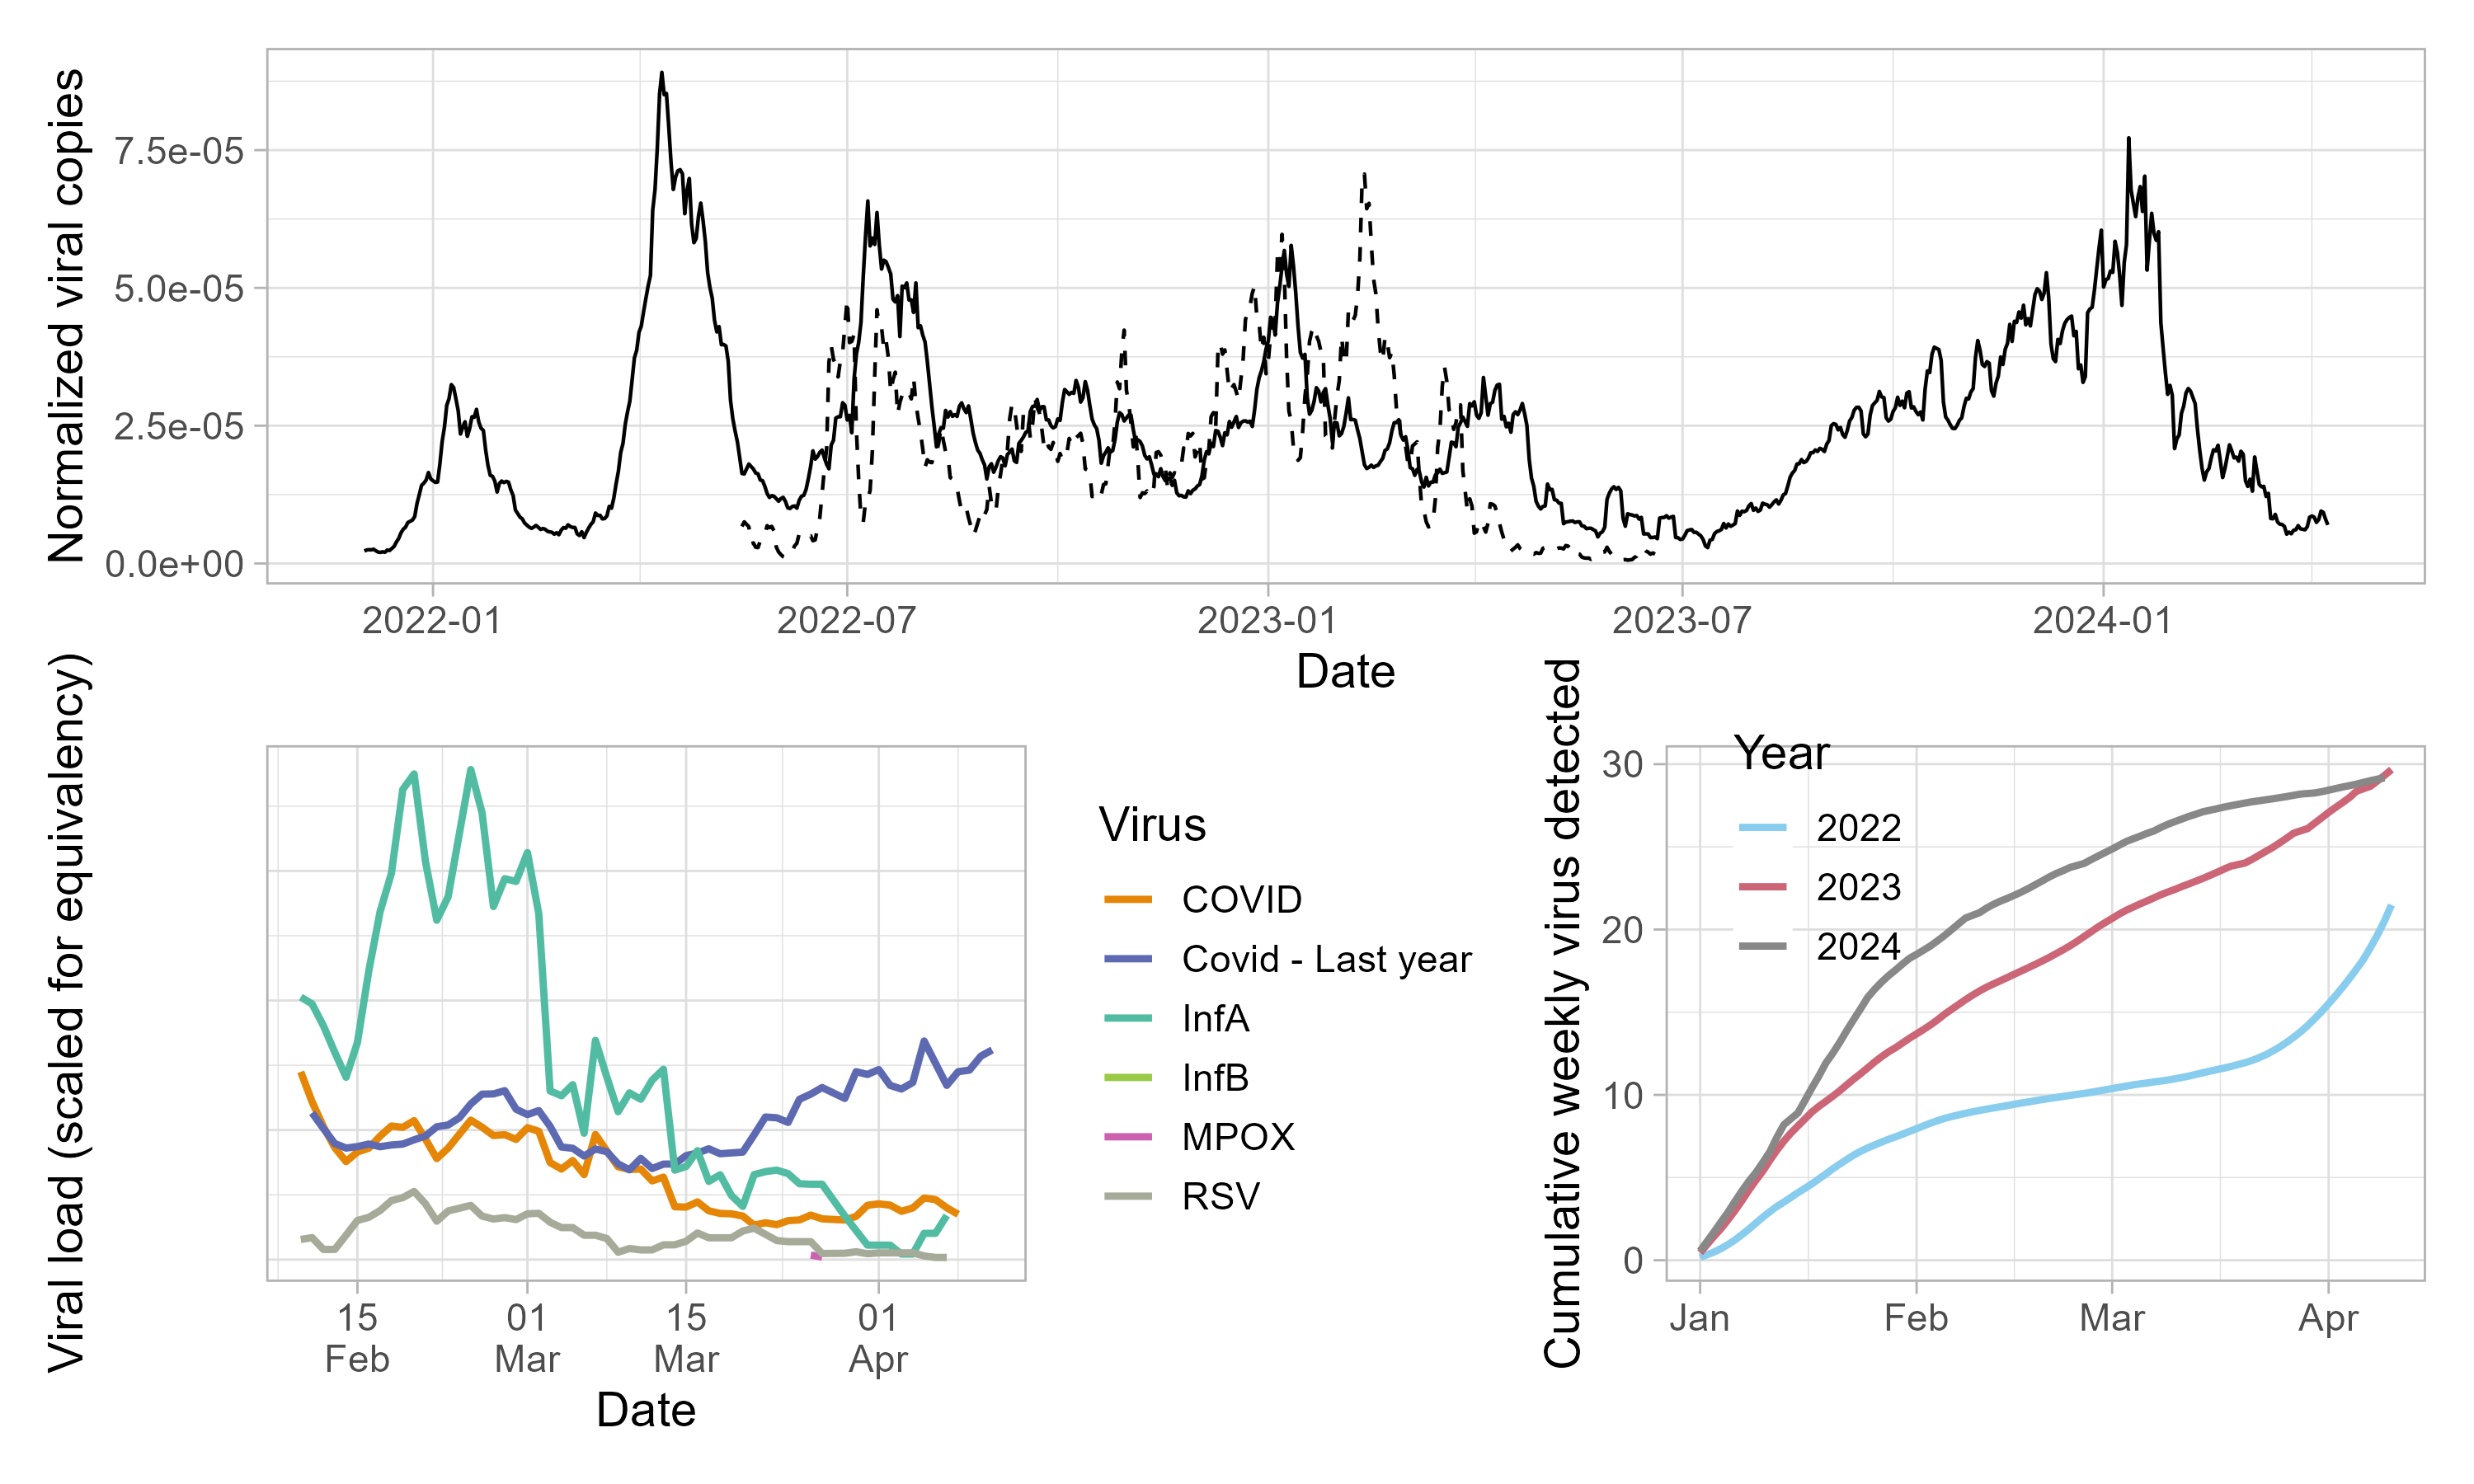 Normalized viral copies
7.5e-05
5.0e-05
2.5e-05
0.0e+00
2022-01
2022-07
2023-01
2023-07
2024-01
Date
Viral load (scaled for equivalency)
15
Feb
01
Mar
15
Mar
01
Apr
Date
Virus
COVID
Covid - Last year
InfA
InfB
MPOX
RSV
Cumulative weekly virus detected
30
20
10
0
Year
2022
2023
2024
Jan
Feb
Mar
Apr